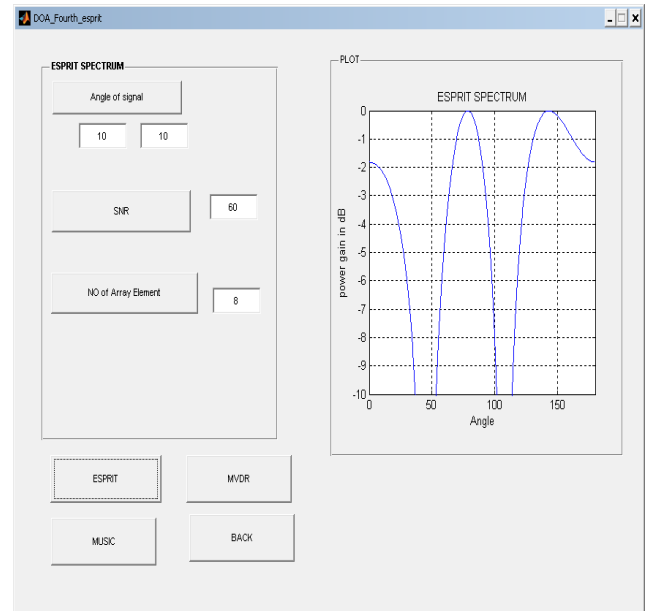 DOA_Fourth_esprit
ESPRIT SPECTRUM
Angle of signal
10 10
SNR
60
NO of Array Element
8
ESPRIT
MVDR
MUSIC
BACK
PLOT
ESPRIT SPECTRUM
power gain in dB
0
-1
-2
-3
-4
-5
-6
-7
-8
-9
-10
0 50 100 150
Angle